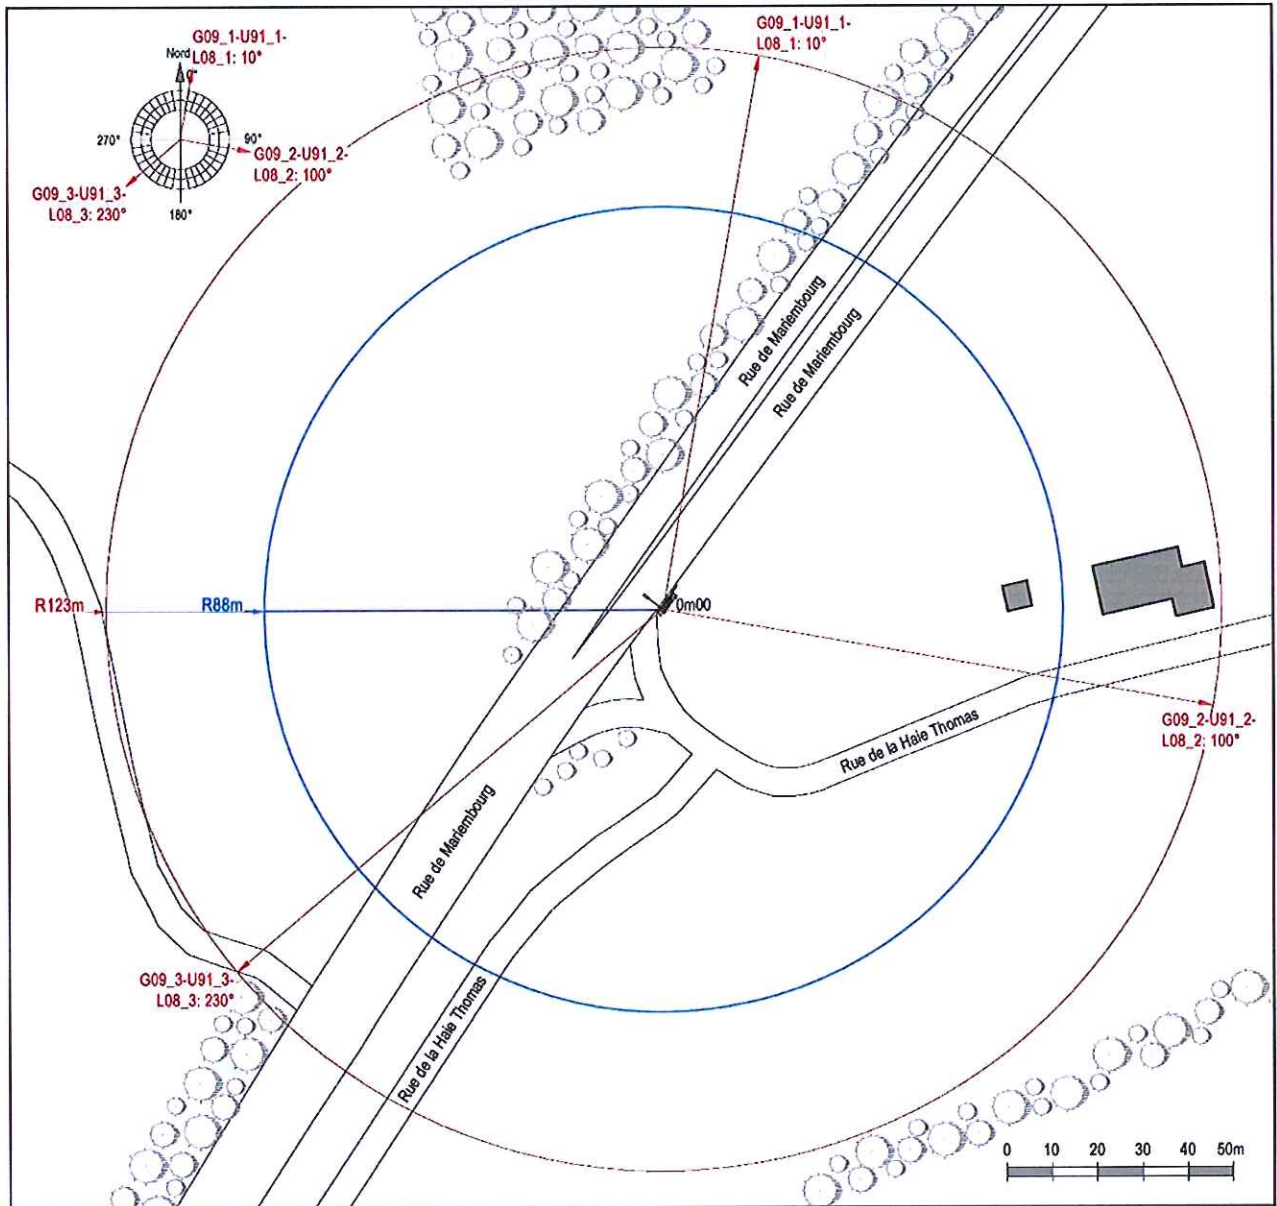 G09_1-U91_1-
L08_1: 10°
Nord
0°
270°
90°
G09_2-U91_2-
L08_2: 100°
G09_3-U91_3-
L08_3: 230°
180°
G09_1-U91_1-
L08_1: 10°
Rue de Mariembourg
Rue de Mariembourg
R123m
R88m
0m00
G09_2-U91_2-
L08_2: 100°
Rue de la Haie Thomas
Rue de Mariembourg
G09_3-U91_3-
L08_3: 230°
Rue de la Haie Thomas
0 10 20 30 40 50m